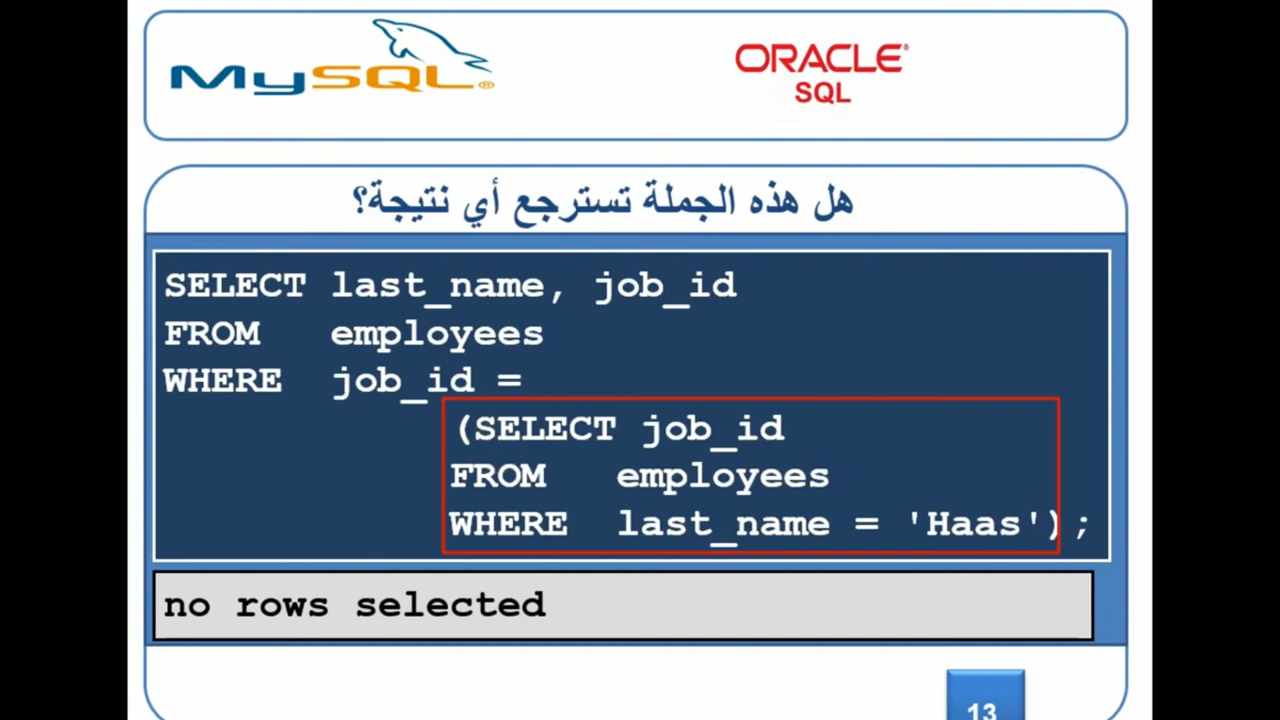 MySQL®
ORACLE®
SQL
هل هذه الجملة تسترجع أي نتيجة؟
SELECT last_name, job_id
FROM employees
WHERE job_id =
(SELECT job_id
FROM employees
WHERE last_name = 'Haas');
no rows selected
13